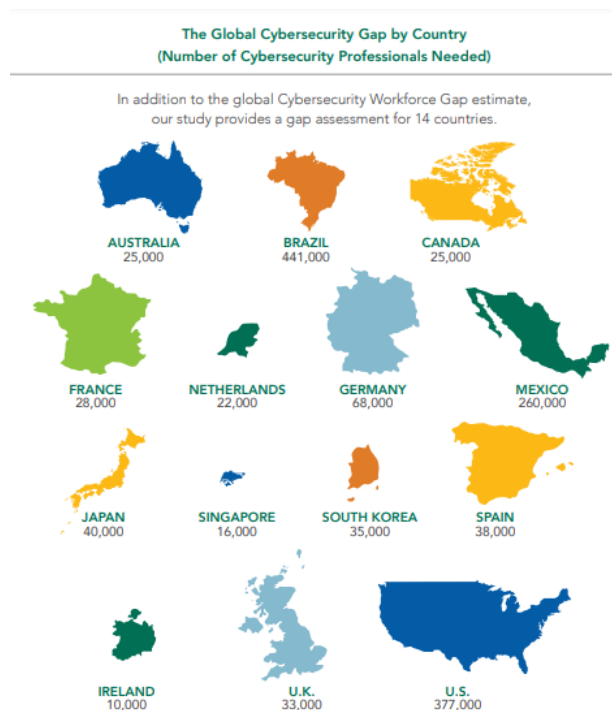 The Global Cybersecurity Gap by Country
(Number of Cybersecurity Professionals Needed)
In addition to the global Cybersecurity Workforce Gap estimate,
our study provides a gap assessment for 14 countries.
AUSTRALIA
25,000
BRAZIL
441,000
CANADA
25,000
FRANCE
28,000
NETHERLANDS
22,000
GERMANY
68,000
MEXICO
260,000
JAPAN
40,000
SINGAPORE
16,000
SOUTH KOREA
35,000
SPAIN
38,000
IRELAND
10,000
U.K.
33,000
U.S.
377,000